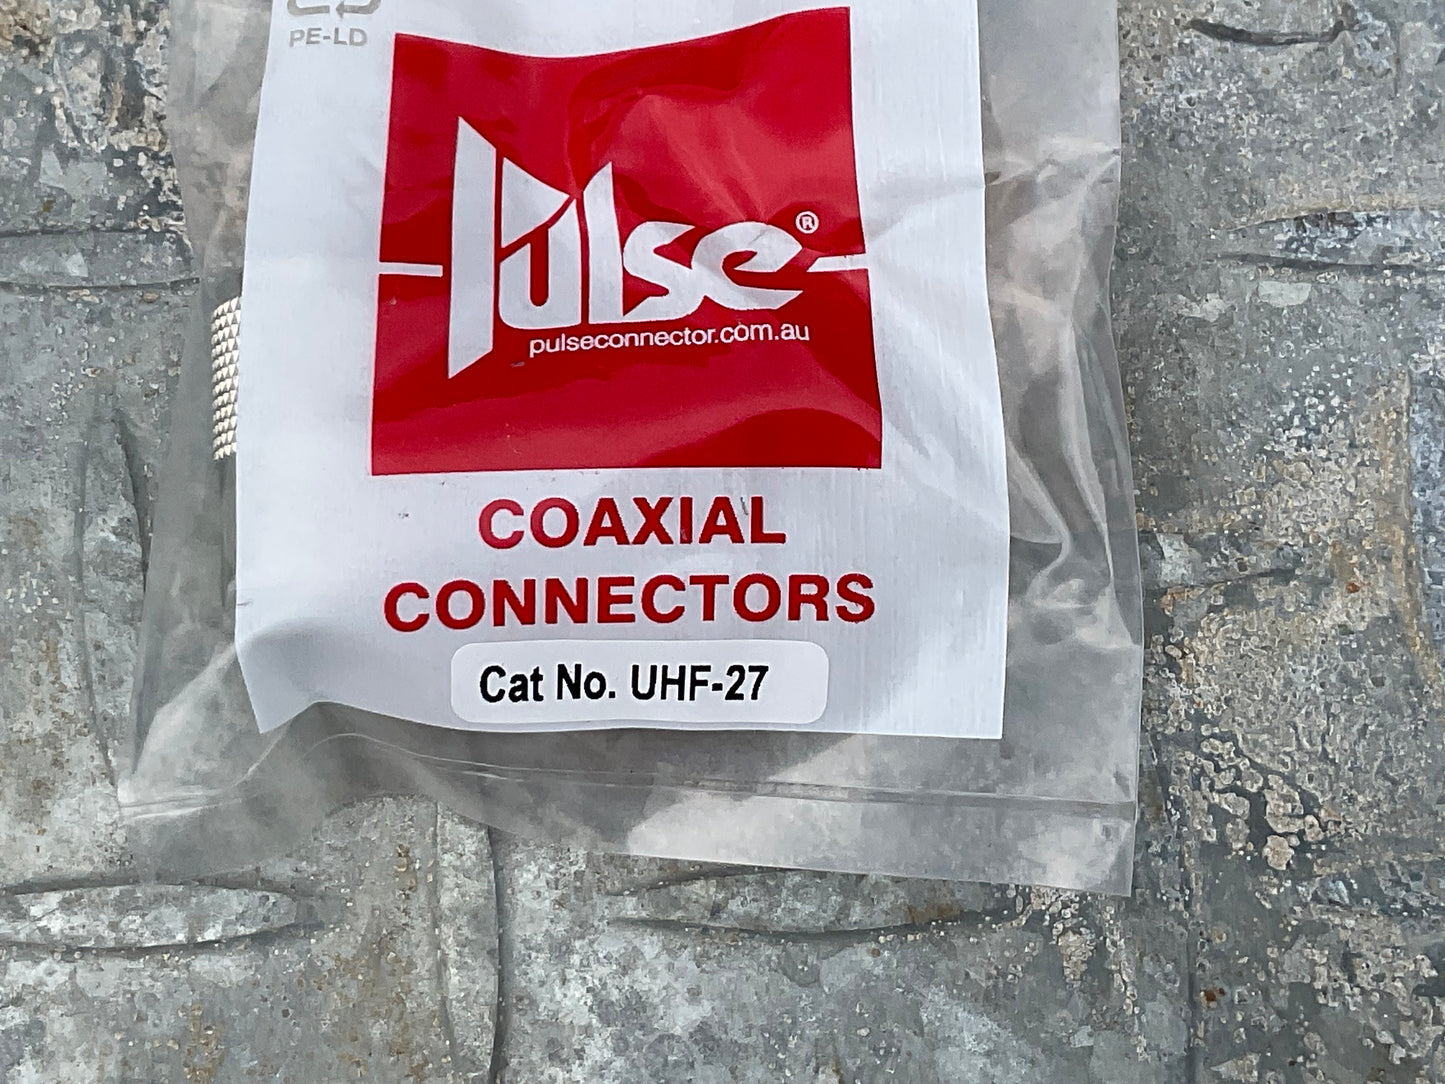 PE-LD
Pulse®
pulseconnector.com.au
COAXIAL
CONNECTORS
Cat No. UHF-27